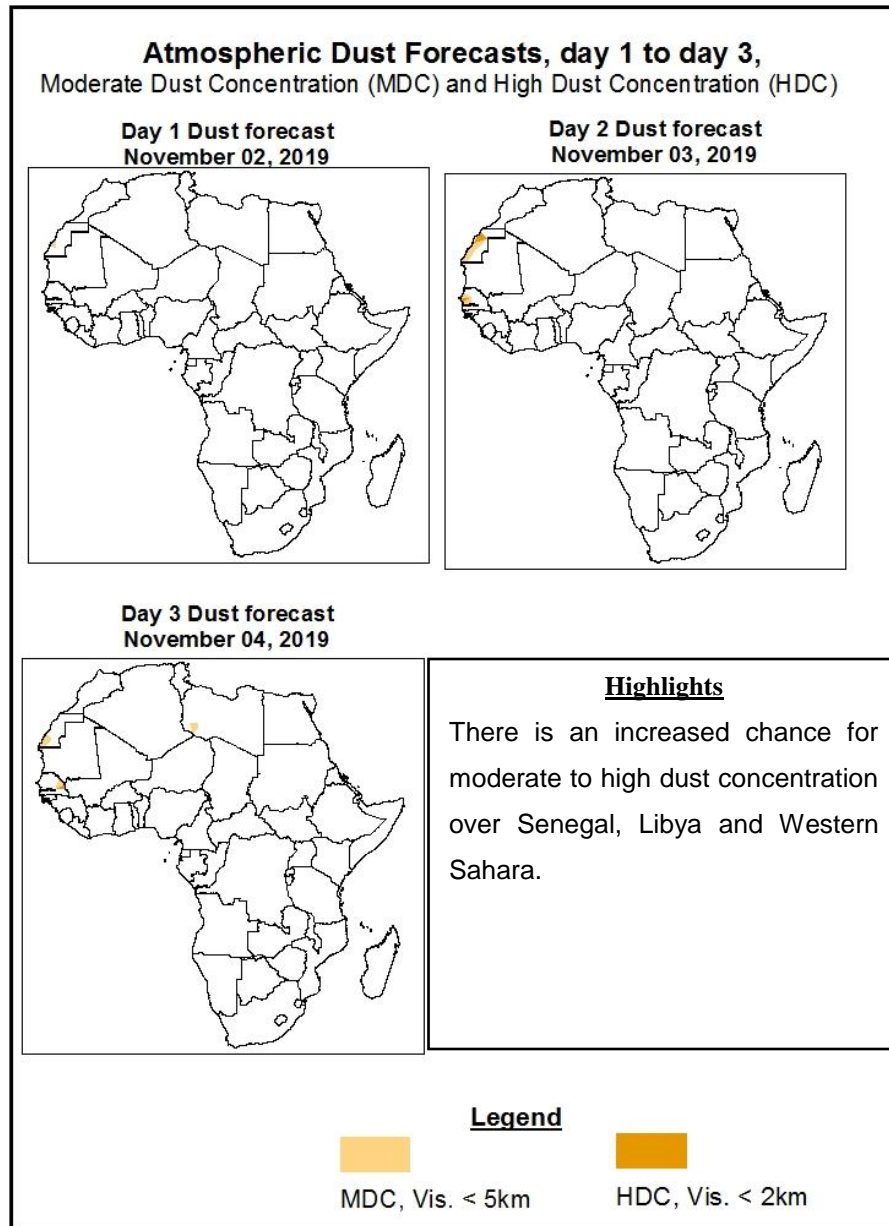 Atmospheric Dust Forecasts, day 1 to day 3,
Moderate Dust Concentration (MDC) and High Dust Concentration (HDC)
Day 1 Dust forecast
November 02, 2019
Day 2 Dust forecast
November 03, 2019
Day 3 Dust forecast
November 04, 2019
Highlights
There is an increased chance for
moderate to high dust concentration
over Senegal, Libya and Western
Sahara.
Legend
MDC, Vis. < 5km
HDC, Vis. < 2km